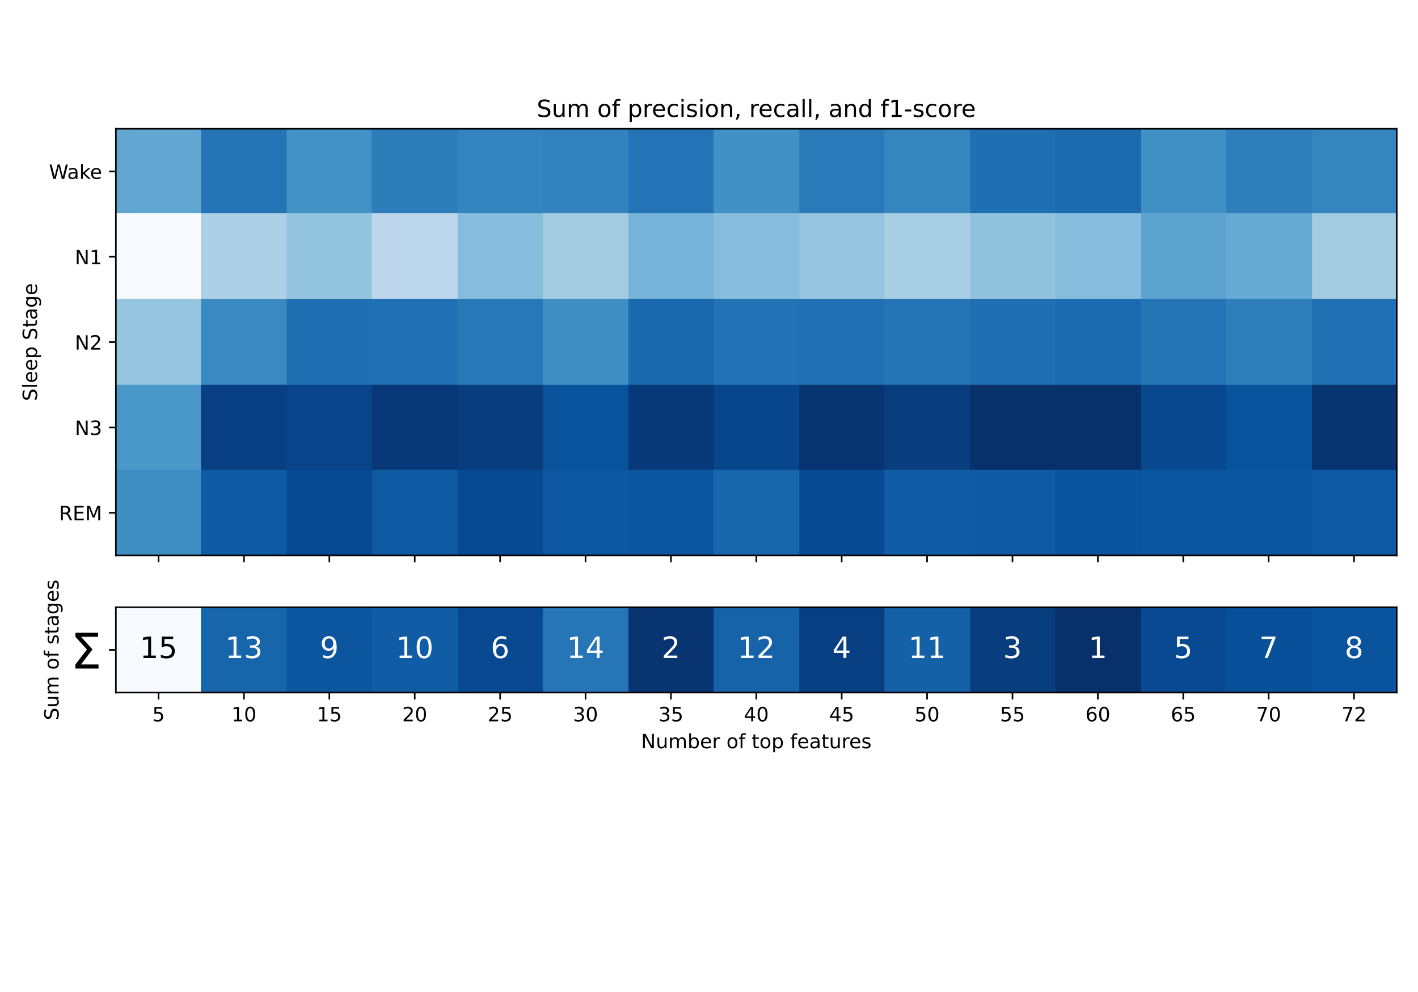 Sum of precision, recall, and f1-score
Sleep Stage
Wake
N1
N2
N3
REM
Sum of stages
Σ
15 13 9 10 6 14 2 12 4 11 3 1 5 7 8
5 10 15 20 25 30 35 40 45 50 55 60 65 70 72
Number of top features